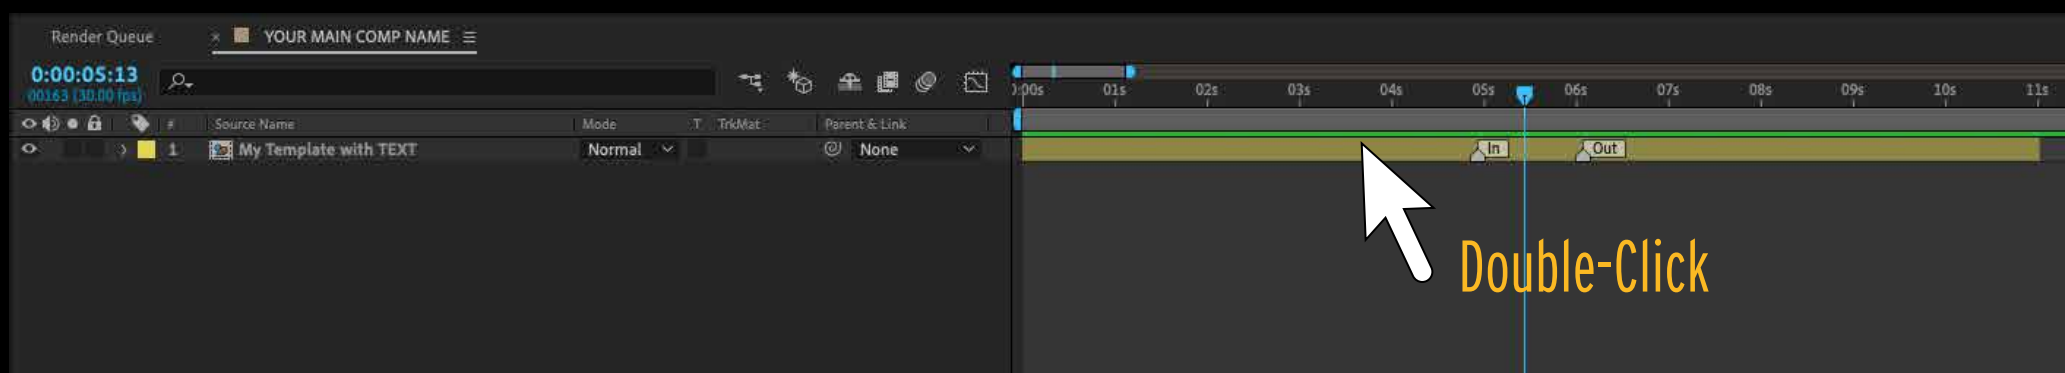 Render Queue × YOUR MAIN COMP NAME
0:00:05:13
00163 (30.00 fps)
):00s 01s 02s 03s 04s 05s 06s 07s 08s 09s 10s 11s
# Source Name Mode T TrkMat Parent & Link
1 My Template with TEXT Normal None In Out
Double-Click